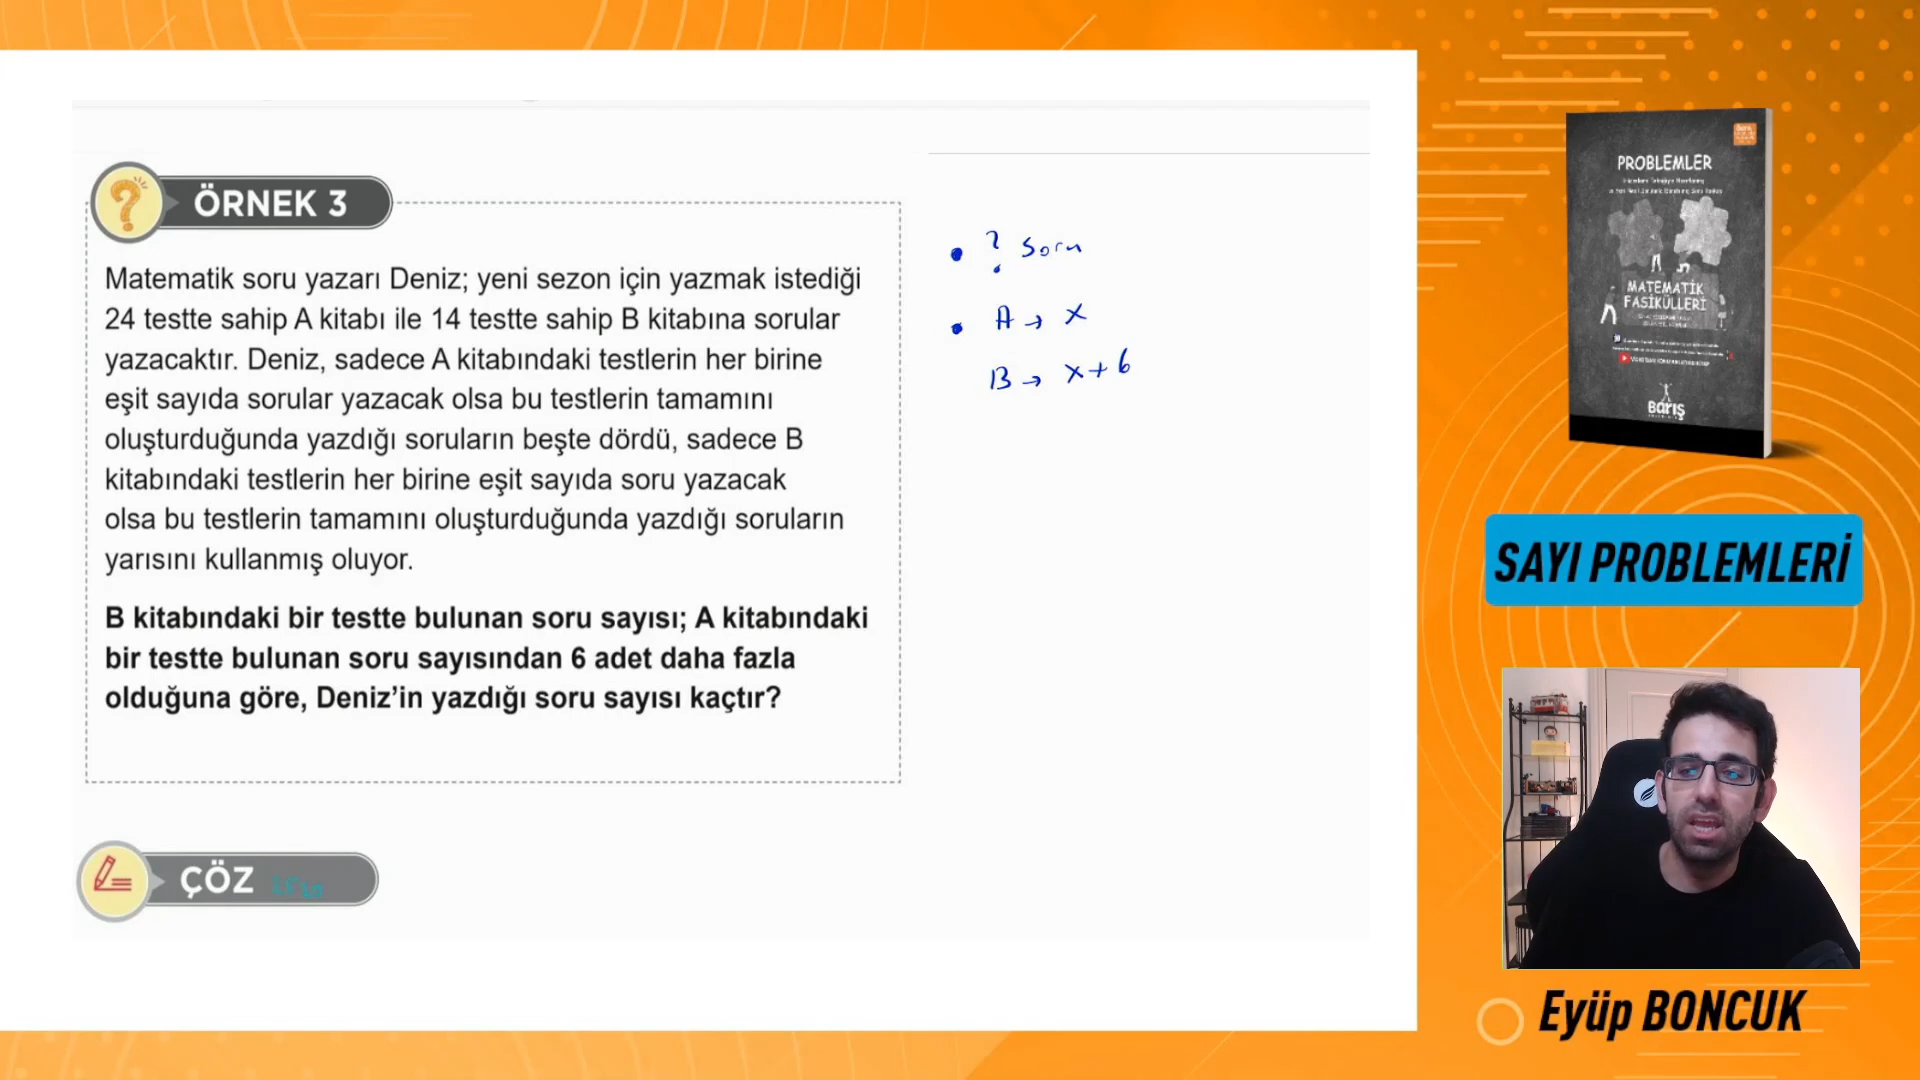 ÖRNEK 3
Matematik soru yazarı Deniz; yeni sezon için yazmak istediği
24 testte sahip A kitabı ile 14 testte sahip B kitabına sorular
yazacaktır. Deniz, sadece A kitabındaki testlerin her birine
eşit sayıda sorular yazacak olsa bu testlerin tamamını
oluşturduğunda yazdığı soruların beşte dördü, sadece B
kitabındaki testlerin her birine eşit sayıda soru yazacak
olsa bu testlerin tamamını oluşturduğunda yazdığı soruların
yarısını kullanmış oluyor.
B kitabındaki bir testte bulunan soru sayısı; A kitabındaki
bir testte bulunan soru sayısından 6 adet daha fazla
olduğuna göre, Deniz’in yazdığı soru sayısı kaçtır?
ÇÖZ
• ? Soru
• A → x
B → x+6
PROBLEMLER
MATEMATİK
FASİKÜLLERİ
Barış
SAYI PROBLEMLERİ
Eyüp BONCUK